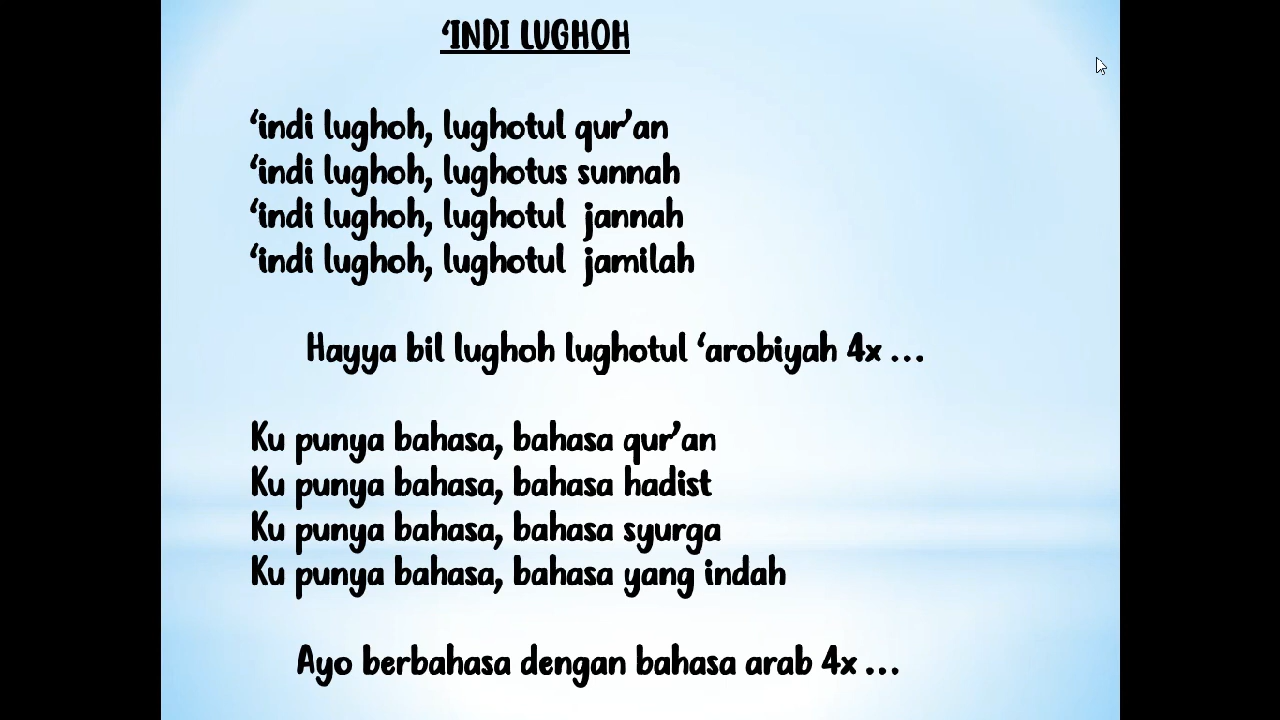 ‘INDI LUGHOH
‘indi lughoh, lughotul qur’an
‘indi lughoh, lughotus sunnah
‘indi lughoh, lughotul jannah
‘indi lughoh, lughotul jamilah
Hayya bil lughoh lughotul ‘arobiyah 4x ...
Ku punya bahasa, bahasa qur’an
Ku punya bahasa, bahasa hadist
Ku punya bahasa, bahasa syurga
Ku punya bahasa, bahasa yang indah
Ayo berbahasa dengan bahasa arab 4x ...